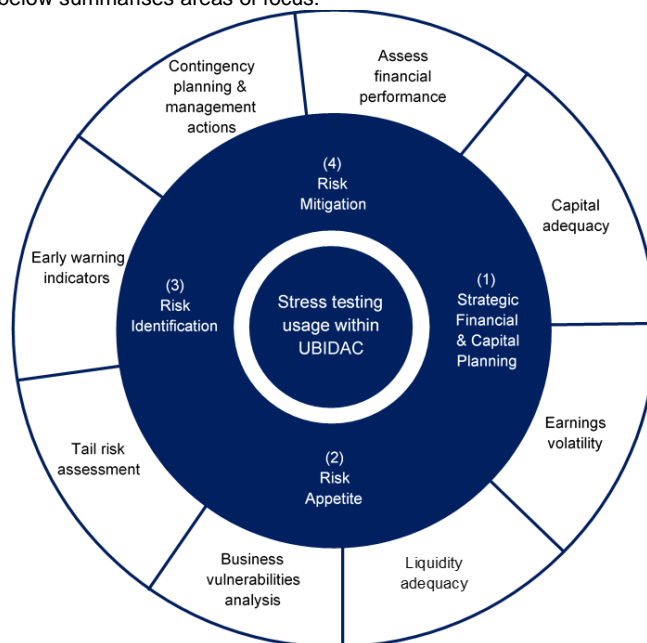 below summarises areas of focus.
Assess
financial
performance
Contingency
planning &
management
actions
(4)
Risk
Mitigation
Capital
adequacy
Early warning
indicators
(3)
Risk
Identification
Stress testing
usage within
UBIDAC
(1)
Strategic
Financial
& Capital
Planning
Earnings
volatility
Tail risk
assessment
(2)
Risk
Appetite
Business
vulnerabilities
analysis
Liquidity
adequacy